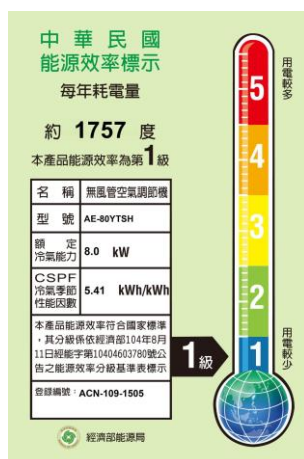 中華民國
能源效率標示
每年耗電量
約 1757 度
本產品能源效率為第1級
名稱 無風管空氣調節機
型號 AE-80YTSH
額定冷氣能力 8.0 kW
CSPF冷氣季節性能因數 5.41 kWh/kWh
本產品能源效率符合國家標準
，其分級係依經濟部104年8月
11日經能字第10404603780號公
告之能源效率分級基準表標示
登錄編號：ACN-109-1505
經濟部能源局
用電較多
5
4
3
2
1
1級
用電較少